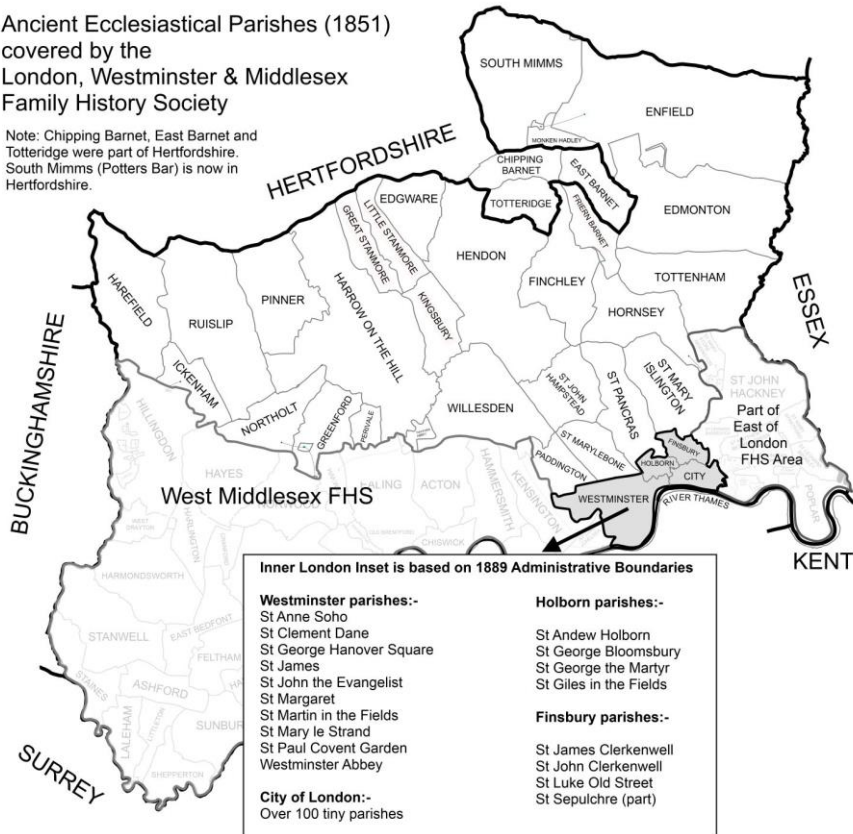 Ancient Ecclesiastical Parishes (1851)
covered by the
London, Westminster & Middlesex
Family History Society
Note: Chipping Barnet, East Barnet and
Totteridge were part of Hertfordshire.
South Mimms (Potters Bar) is now in
Hertfordshire.
SOUTH MIMMS
ENFIELD
MONKEN HADLEY
HERTFORDSHIRE
CHIPPING
BARNET
EAST BARNET
TOTTERIDGE
FRIERN BARNET
EDMONTON
EDGWARE
LITTLE STANMORE
GREAT STANMORE
HENDON
FINCHLEY
TOTTENHAM
ESSEX
HAREFIELD
RUISLIP
PINNER
HARROW ON THE HILL
KINGSBURY
HORNSEY
BUCKINGHAMSHIRE
ICKENHAM
NORTHOLT
GREENFORD
PERIVALE
WILLESDEN
ST JOHN
HAMPSTEAD
ST PANCRAS
ST MARY
ISLINGTON
ST JOHN
HACKNEY
Part of
East of
London
FHS Area
ST MARYLEBONE
PADDINGTON
FINSBURY
HOLBORN
CITY
WESTMINSTER
RIVER THAMES
POPLAR
KENT
HILLINGDON
HAYES
West Middlesex FHS
NORWOOD
EALING
ACTON
HAMMERSMITH
KENSINGTON
CHISWICK
WEST
DRAYTON
HARLINGTON
HARMONDSWORTH
STANWELL
EAST BEDFONT
FELTHAM
STAINES
ASHFORD
LALEHAM
LITTLETON
SUNBUR
SHEPPERTON
SURREY
Inner London Inset is based on 1889 Administrative Boundaries
Westminster parishes:-
St Anne Soho
St Clement Dane
St George Hanover Square
St James
St John the Evangelist
St Margaret
St Martin in the Fields
St Mary le Strand
St Paul Covent Garden
Westminster Abbey
City of London:-
Over 100 tiny parishes
Holborn parishes:-
St Andew Holborn
St George Bloomsbury
St George the Martyr
St Giles in the Fields
Finsbury parishes:-
St James Clerkenwell
St John Clerkenwell
St Luke Old Street
St Sepulchre (part)